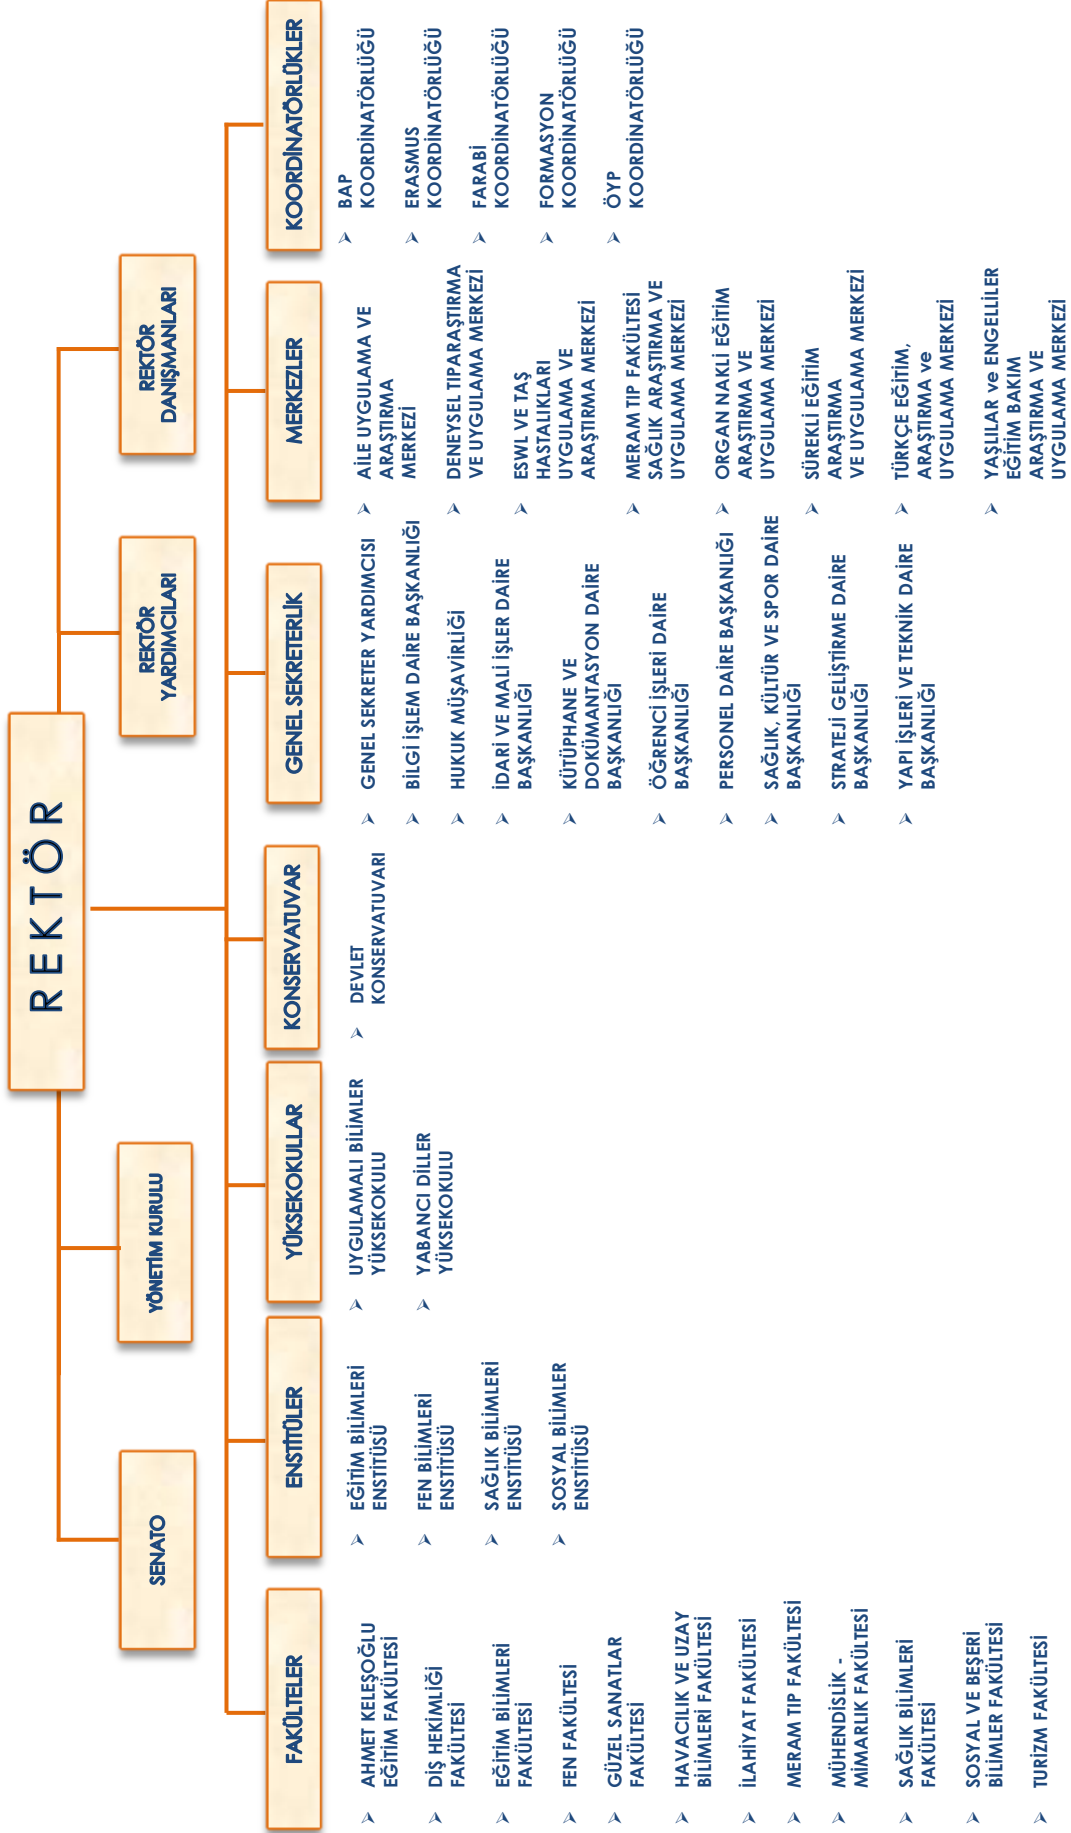 REKTÖR
SENATO
YÖNETİM KURULU
REKTÖR
YARDIMCILARI
REKTÖR
DANIŞMANLARI
FAKÜLTELER
➢ AHMET KELEŞOĞLU
EĞİTİM FAKÜLTESİ
➢ DİŞ HEKİMLİĞİ
FAKÜLTESİ
➢ EĞİTİM BİLİMLERİ
FAKÜLTESİ
➢ FEN FAKÜLTESİ
➢ GÜZEL SANATLAR
FAKÜLTESİ
➢ HAVACILIK VE UZAY
BİLİMLERİ FAKÜLTESİ
➢ İLAHİYAT FAKÜLTESİ
➢ MERAM TIP FAKÜLTESİ
➢ MÜHENDİSLİK -
MİMARLIK FAKÜLTESİ
➢ SAĞLIK BİLİMLERİ
FAKÜLTESİ
➢ SOSYAL VE BEŞERİ
BİLİMLER FAKÜLTESİ
➢ TURİZM FAKÜLTESİ
ENSTİTÜLER
➢ EĞİTİM BİLİMLERİ
ENSTİTÜSÜ
➢ FEN BİLİMLERİ
ENSTİTÜSÜ
➢ SAĞLIK BİLİMLERİ
ENSTİTÜSÜ
➢ SOSYAL BİLİMLER
ENSTİTÜSÜ
YÜKSEKOKULLAR
➢ UYGULAMALI BİLİMLER
YÜKSEKOKULU
➢ YABANCI DİLLER
YÜKSEKOKULU
KONSERVATUVAR
➢ DEVLET
KONSERVATUVARI
GENEL SEKRETERLİK
➢ GENEL SEKRETER YARDIMCISI
➢ BİLGİ İŞLEM DAİRE BAŞKANLIĞI
➢ HUKUK MÜŞAVİRLİĞİ
➢ İDARİ VE MALİ İŞLER DAİRE
BAŞKANLIĞI
➢ KÜTÜPHANE VE
DOKÜMANTASYON DAİRE
BAŞKANLIĞI
➢ ÖĞRENCİ İŞLERİ DAİRE
BAŞKANLIĞI
➢ PERSONEL DAİRE BAŞKANLIĞI
➢ SAĞLIK, KÜLTÜR VE SPOR DAİRE
BAŞKANLIĞI
➢ STRATEJİ GELİŞTİRME DAİRE
BAŞKANLIĞI
➢ YAPI İŞLERİ VE TEKNİK DAİRE
BAŞKANLIĞI
MERKEZLER
➢ AİLE UYGULAMA VE
ARAŞTIRMA
MERKEZİ
➢ DENEYSEL TIPARAŞTIRMA
VE UYGULAMA MERKEZİ
➢ ESWL VE TAŞ
HASTALIKLARI
UYGULAMA VE
ARAŞTIRMA MERKEZİ
➢ MERAM TIP FAKÜLTESİ
SAĞLIK ARAŞTIRMA VE
UYGULAMA MERKEZİ
➢ ORGAN NAKLİ EĞİTİM
ARAŞTIRMA VE
UYGULAMA MERKEZİ
➢ SÜREKLİ EĞİTİM
ARAŞTIRMA
VE UYGULAMA MERKEZİ
➢ TÜRKÇE EĞİTİM,
ARAŞTIRMA ve
UYGULAMA MERKEZİ
➢ YAŞLILAR ve ENGELLİLER
EĞİTİM BAKIM
ARAŞTIRMA VE
UYGULAMA MERKEZİ
KOORDİNATÖRLÜKLER
➢ BAP
KOORDİNATÖRLÜĞÜ
➢ ERASMUS
KOORDİNATÖRLÜĞÜ
➢ FARABİ
KOORDİNATÖRLÜĞÜ
➢ FORMASYON
KOORDİNATÖRLÜĞÜ
➢ ÖYP
KOORDİNATÖRLÜĞÜ